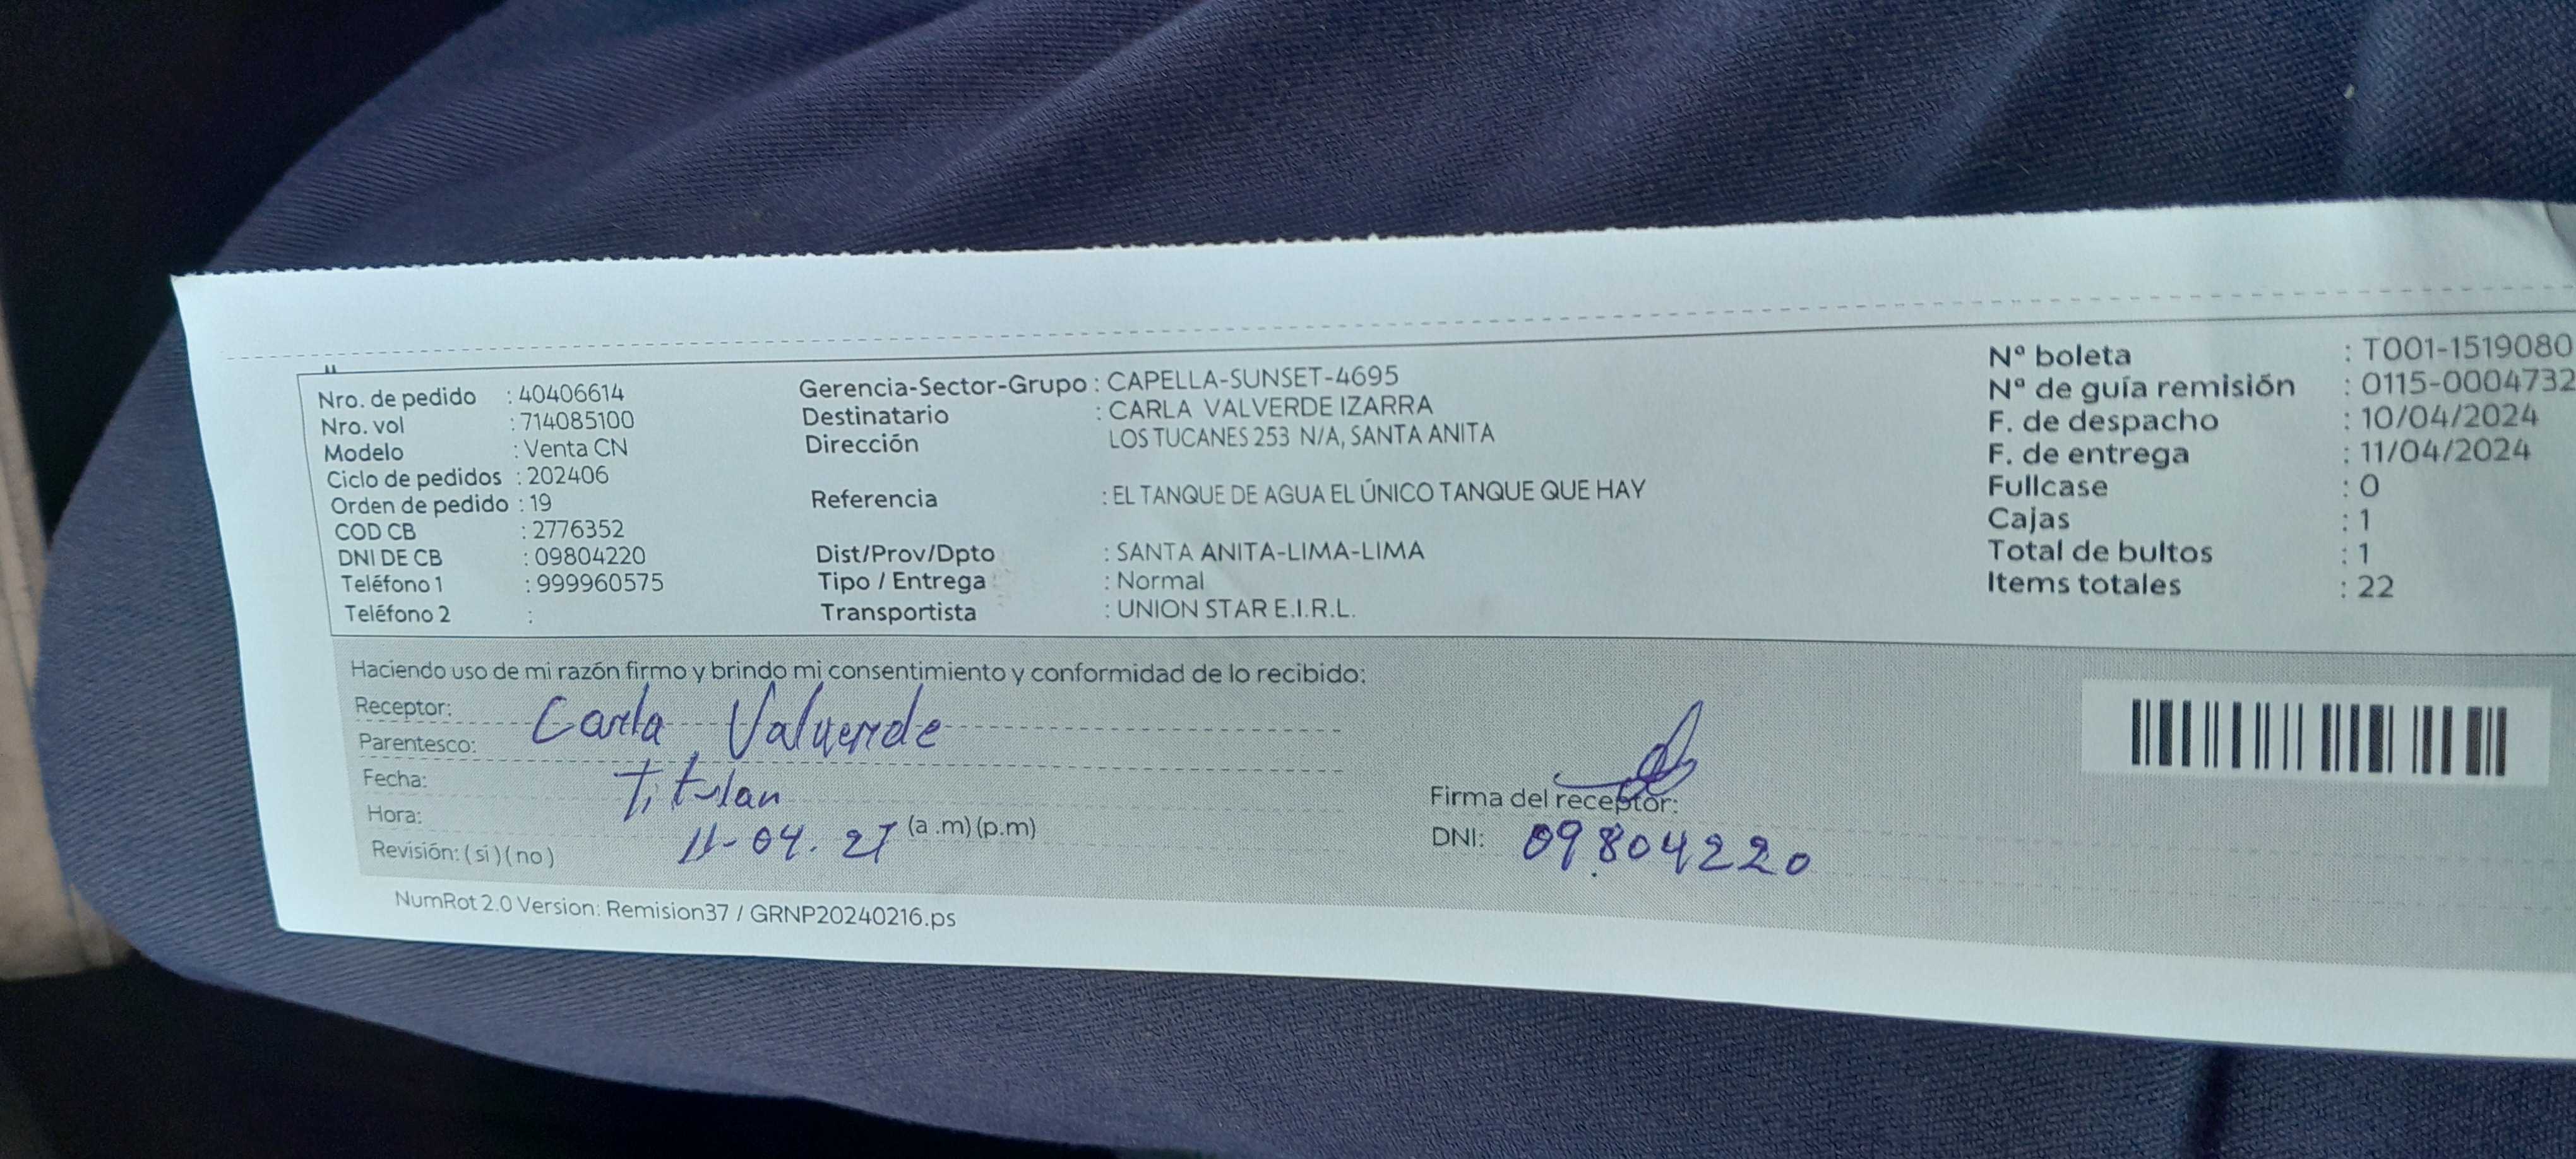 Nro. de pedido : 40406614
Nro. vol : 714085100
Modelo : Venta CN
Ciclo de pedidos : 202406
Orden de pedido : 19
COD CB : 2776352
DNI DE CB : 09804220
Teléfono 1 : 999960575
Teléfono 2 :
Gerencia-Sector-Grupo : CAPELLA-SUNSET-4695
Destinatario : CARLA VALVERDE IZARRA
Dirección LOS TUCANES 253 N/A, SANTA ANITA
Referencia : EL TANQUE DE AGUA EL ÚNICO TANQUE QUE HAY
Dist/Prov/Dpto : SANTA ANITA-LIMA-LIMA
Tipo / Entrega : Normal
Transportista : UNION STAR E.I.R.L.
Nº boleta : T001-1519080
Nº de guía remisión : 0115-0004732
F. de despacho : 10/04/2024
F. de entrega : 11/04/2024
Fullcase : 0
Cajas : 1
Total de bultos : 1
Items totales : 22
Haciendo uso de mi razón firmo y brindo mi consentimiento y conformidad de lo recibido:
Receptor: Carla Valverde
Parentesco:
Fecha: Titular
Hora: 11-04. (a .m) (p.m)
Revisión: ( si ) ( no )
Firma del receptor:
DNI: 09804220
NumRot 2.0 Version: Remision37 / GRNP20240216.ps